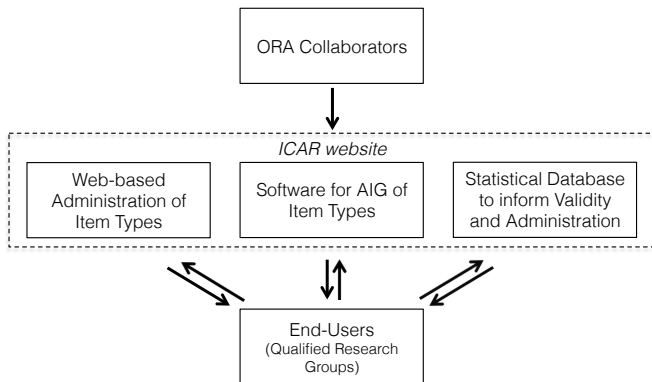 ORA Collaborators
ICAR website
Web-based
Administration of
Item Types
Software for AIG of
Item Types
Statistical Database
to inform Validity
and Administration
End-Users
(Qualified Research
Groups)